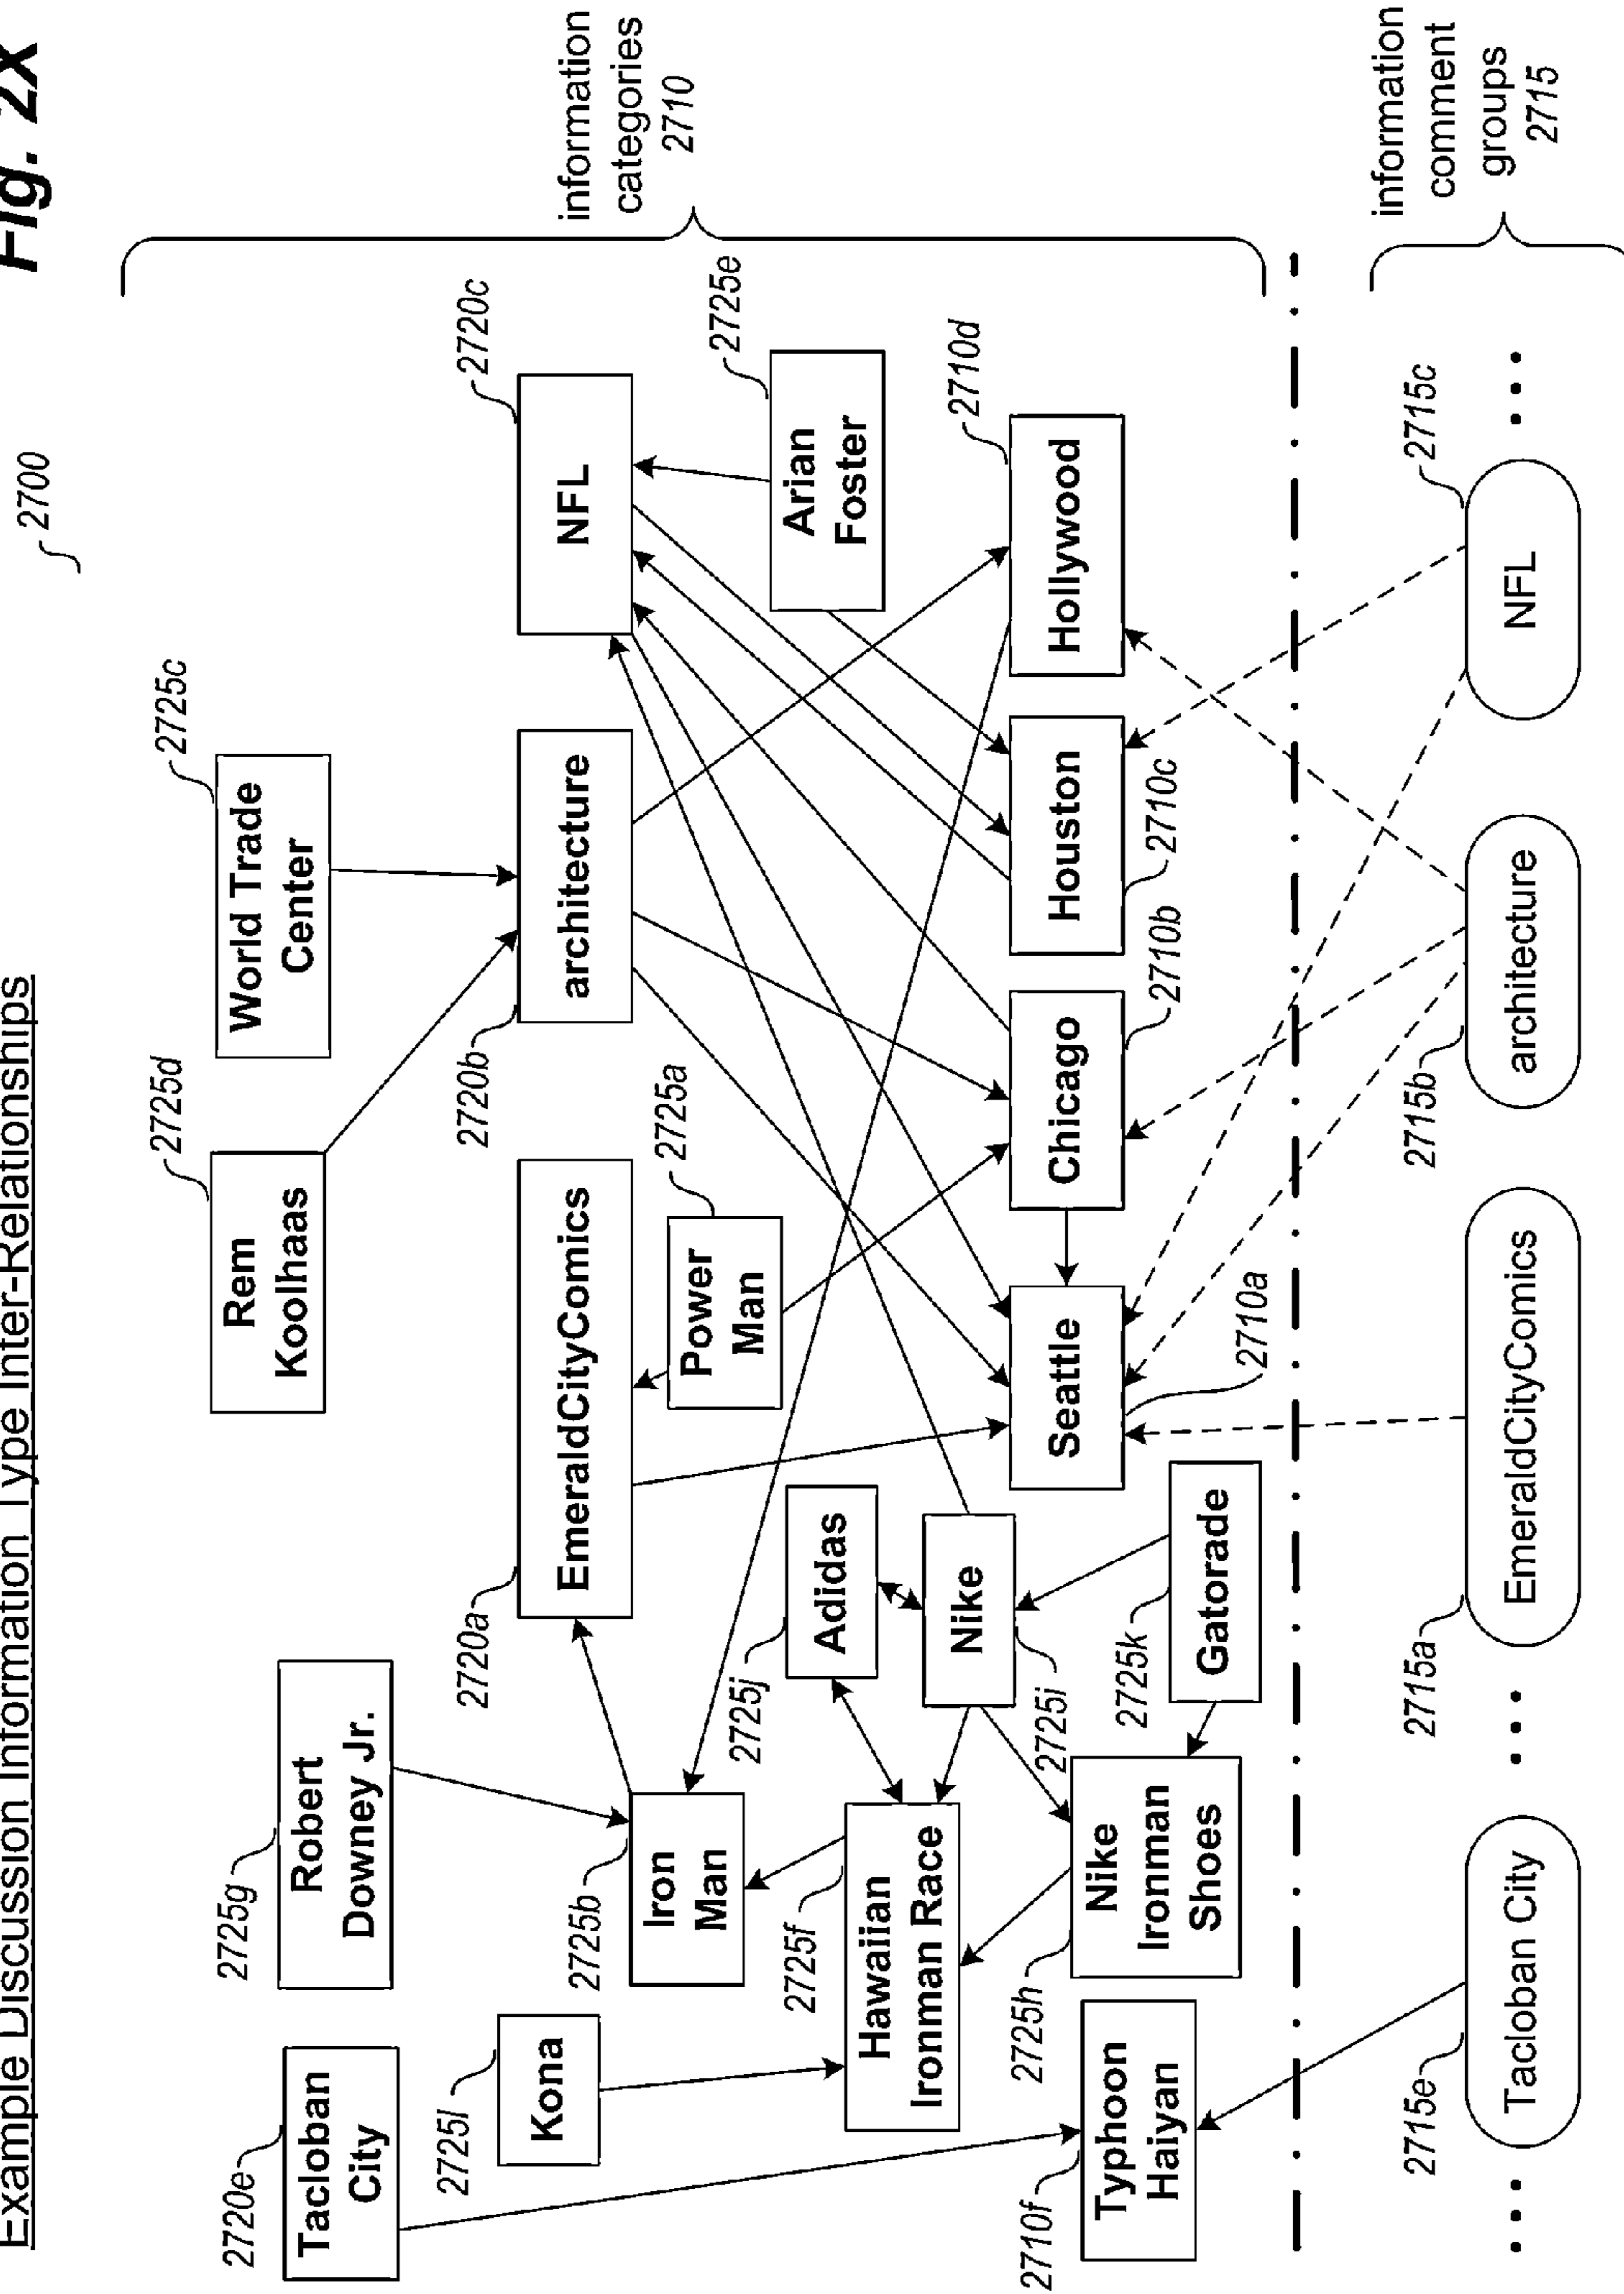 Example Discussion Information Type Inter-Relationships
Fig. 2X
2700
2720e
Tacloban
City
2725g
Robert
Downey Jr.
2725d
Rem
Koolhaas
2725c
World Trade
Center
information
categories
2710
2725l
Kona
2725b
Iron
Man
2720a
EmeraldCityComics
2720b
architecture
2720c
NFL
2725a
Power
Man
2725e
Arian
Foster
2725f
Hawaiian
Ironman Race
2725j
Adidas
Nike
2725i
2710f
Typhoon
Haiyan
2725h
Nike
Ironman
Shoes
2725k
Gatorade
Seattle
2710a
Chicago
2710b
Houston
2710c
Hollywood
2710d
information
comment
groups
2715
...
2715e
Tacloban City
...
2715a
EmeraldCityComics
2715b
architecture
2715c
NFL
...